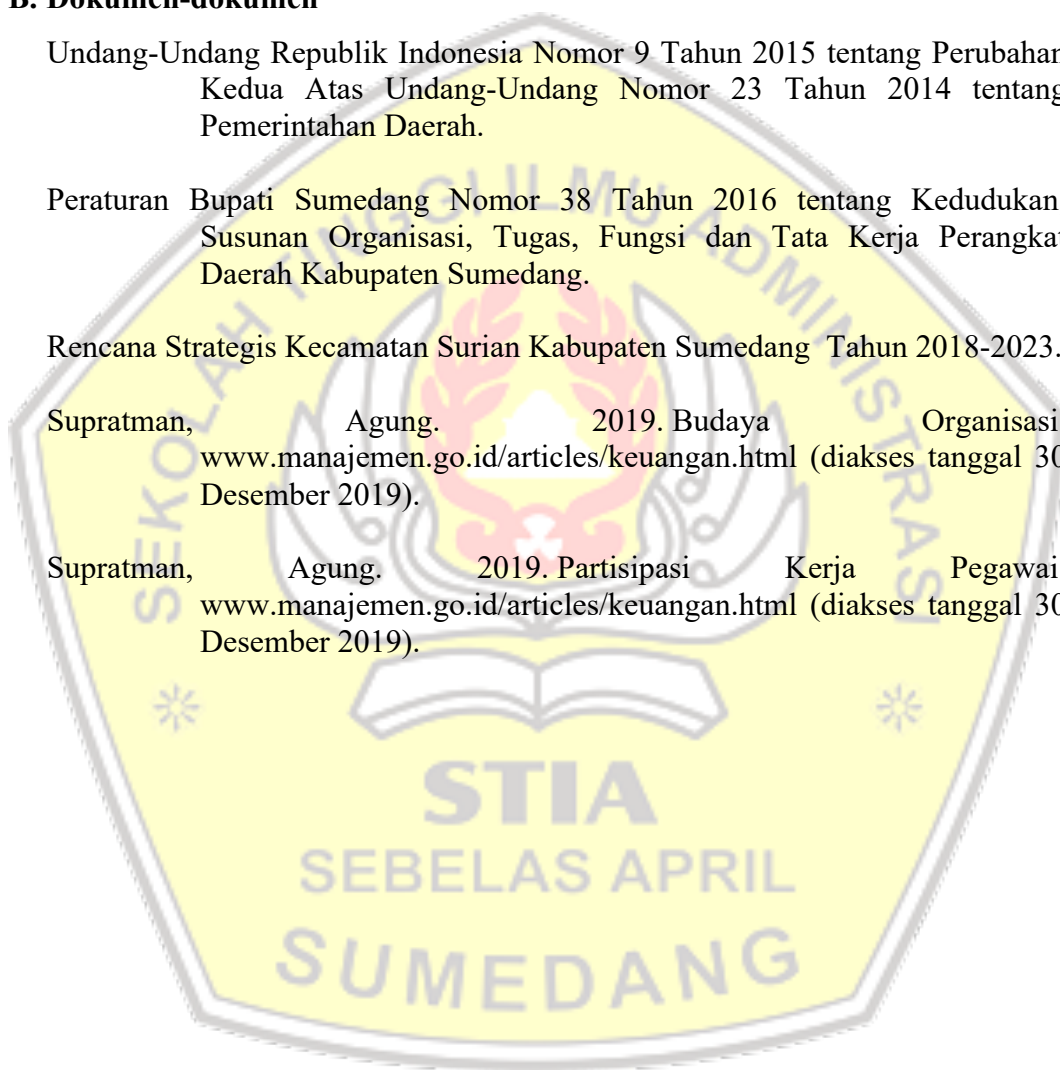 B. Dokumen-dokumen
Undang-Undang Republik Indonesia Nomor 9 Tahun 2015 tentang Perubahan
Kedua Atas Undang-Undang Nomor 23 Tahun 2014 tentang
Pemerintahan Daerah.
Peraturan Bupati Sumedang Nomor 38 Tahun 2016 tentang Kedudukan
Susunan Organisasi, Tugas, Fungsi dan Tata Kerja Perangkat
Daerah Kabupaten Sumedang.
Rencana Strategis Kecamatan Surian Kabupaten Sumedang Tahun 2018-2023.
Supratman, Agung. 2019. Budaya Organisasi
www.manajemen.go.id/articles/keuangan.html (diakses tanggal 30
Desember 2019).
Supratman, Agung. 2019. Partisipasi Kerja Pegawai
www.manajemen.go.id/articles/keuangan.html (diakses tanggal 30
Desember 2019).
SEKOLAH TINGGI ILMU ADMINISTRASI
STIA
SEBELAS APRIL
SUMEDANG